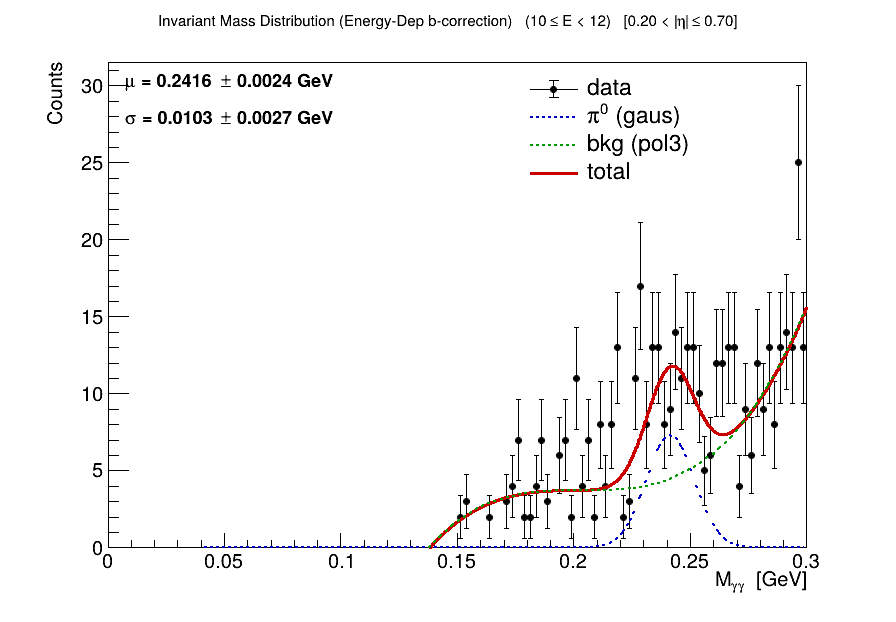 Invariant Mass Distribution (Energy-Dep b-correction) (10 ≤ E < 12) [0.20 < |η| ≤ 0.70]
Counts
μ = 0.2416 ± 0.0024 GeV
σ = 0.0103 ± 0.0027 GeV
data
π⁰ (gaus)
bkg (pol3)
total
30
25
20
15
10
5
0
0 0.05 0.1 0.15 0.2 0.25 0.3
Mγγ [GeV]